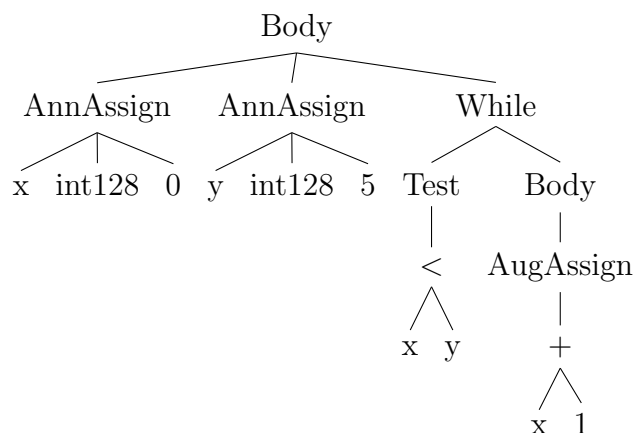 Body
AnnAssign AnnAssign While
x int128 0 y int128 5 Test Body
< AugAssign
x y +
x 1